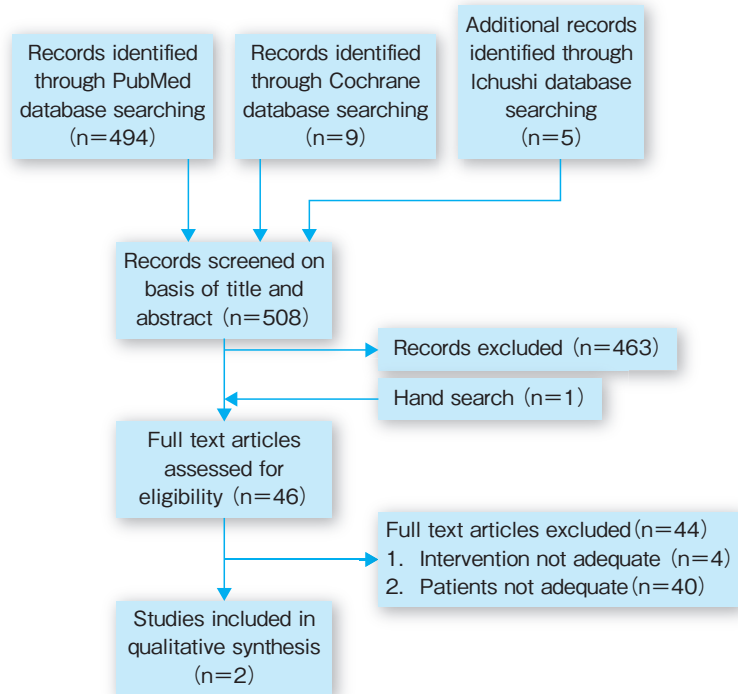 Records identified
through PubMed
database searching
(n=494)
Records identified
through Cochrane
database searching
(n=9)
Additional records
identified through
Ichushi database
searching
(n=5)
Records screened on
basis of title and
abstract (n=508)
Records excluded (n=463)
Hand search (n=1)
Full text articles
assessed for
eligibility (n=46)
Full text articles excluded(n=44)
1. Intervention not adequate (n=4)
2. Patients not adequate(n=40)
Studies included in
qualitative synthesis
(n=2)